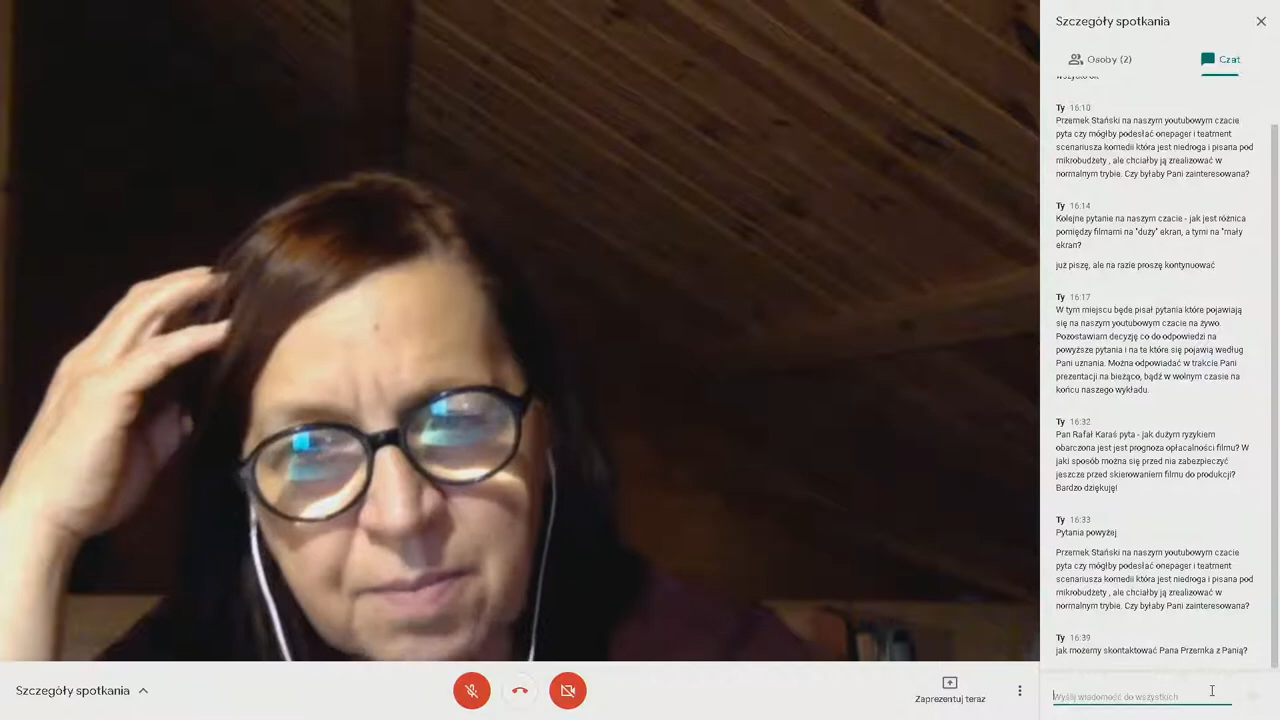 Szczegóły spotkania
Osoby (2)
Czat
Ty 16:10
Przemek Stański na naszym youtubowym czacie
pyta czy mógłby podesłać onepager i teatment
scenariusza komedii która jest niedroga i pisana pod
mikrobudżety , ale chciałby ją zrealizować w
normalnym trybie. Czy byłaby Pani zainteresowana?
Ty 16:14
Kolejne pytanie na naszym czacie - jak jest różnica
pomiędzy filmami na "duży" ekran, a tymi na "mały
ekran?
już piszę, ale na razie proszę kontynuować
Ty 16:17
W tym miejscu będe pisał pytania które pojawiają
się na naszym youtubowym czacie na żywo.
Pozostawiam decyzję co do odpowiedzi na
powyższe pytania i na te które się pojawią według
Pani uznania. Można odpowiadać w trakcie Pani
prezentacji na bieżąco, bądź w wolnym czasie na
końcu naszego wykładu.
Ty 16:32
Pan Rafał Karaś pyta - jak dużym ryzykiem
obarczona jest jest prognoza opłacalności filmu? W
jaki sposób można się przed nia zabezpieczyć
jeszcze przed skierowaniem filmu do produkcji?
Bardzo dziękuję!
Ty 16:33
Pytania powyżej
Przemek Stański na naszym youtubowym czacie
pyta czy mógłby podesłać onepager i teatment
scenariusza komedii która jest niedroga i pisana pod
mikrobudżety , ale chciałby ją zrealizować w
normalnym trybie. Czy byłaby Pani zainteresowana?
Ty 16:39
jak możemy skontaktować Pana Przemka z Panią?
Wyślij wiadomość do wszystkich
Szczegóły spotkania
Zaprezentuj teraz